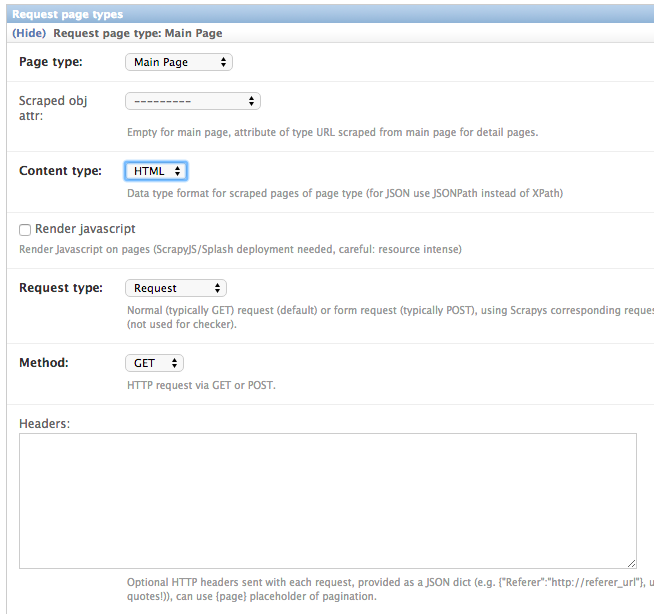 Request page types
(Hide) Request page type: Main Page
Page type: Main Page
Scraped obj
attr: ---------
Empty for main page, attribute of type URL scraped from main page for detail pages.
Content type: HTML
Data type format for scraped pages of page type (for JSON use JSONPath instead of XPath)
Render javascript
Render Javascript on pages (ScrapyJS/Splash deployment needed, careful: resource intense)
Request type: Request
Normal (typically GET) request (default) or form request (typically POST), using Scrapys corresponding reque
(not used for checker).
Method: GET
HTTP request via GET or POST.
Headers:
Optional HTTP headers sent with each request, provided as a JSON dict (e.g. {"Referer":"http://referer_url"}, u
quotes!)), can use {page} placeholder of pagination.